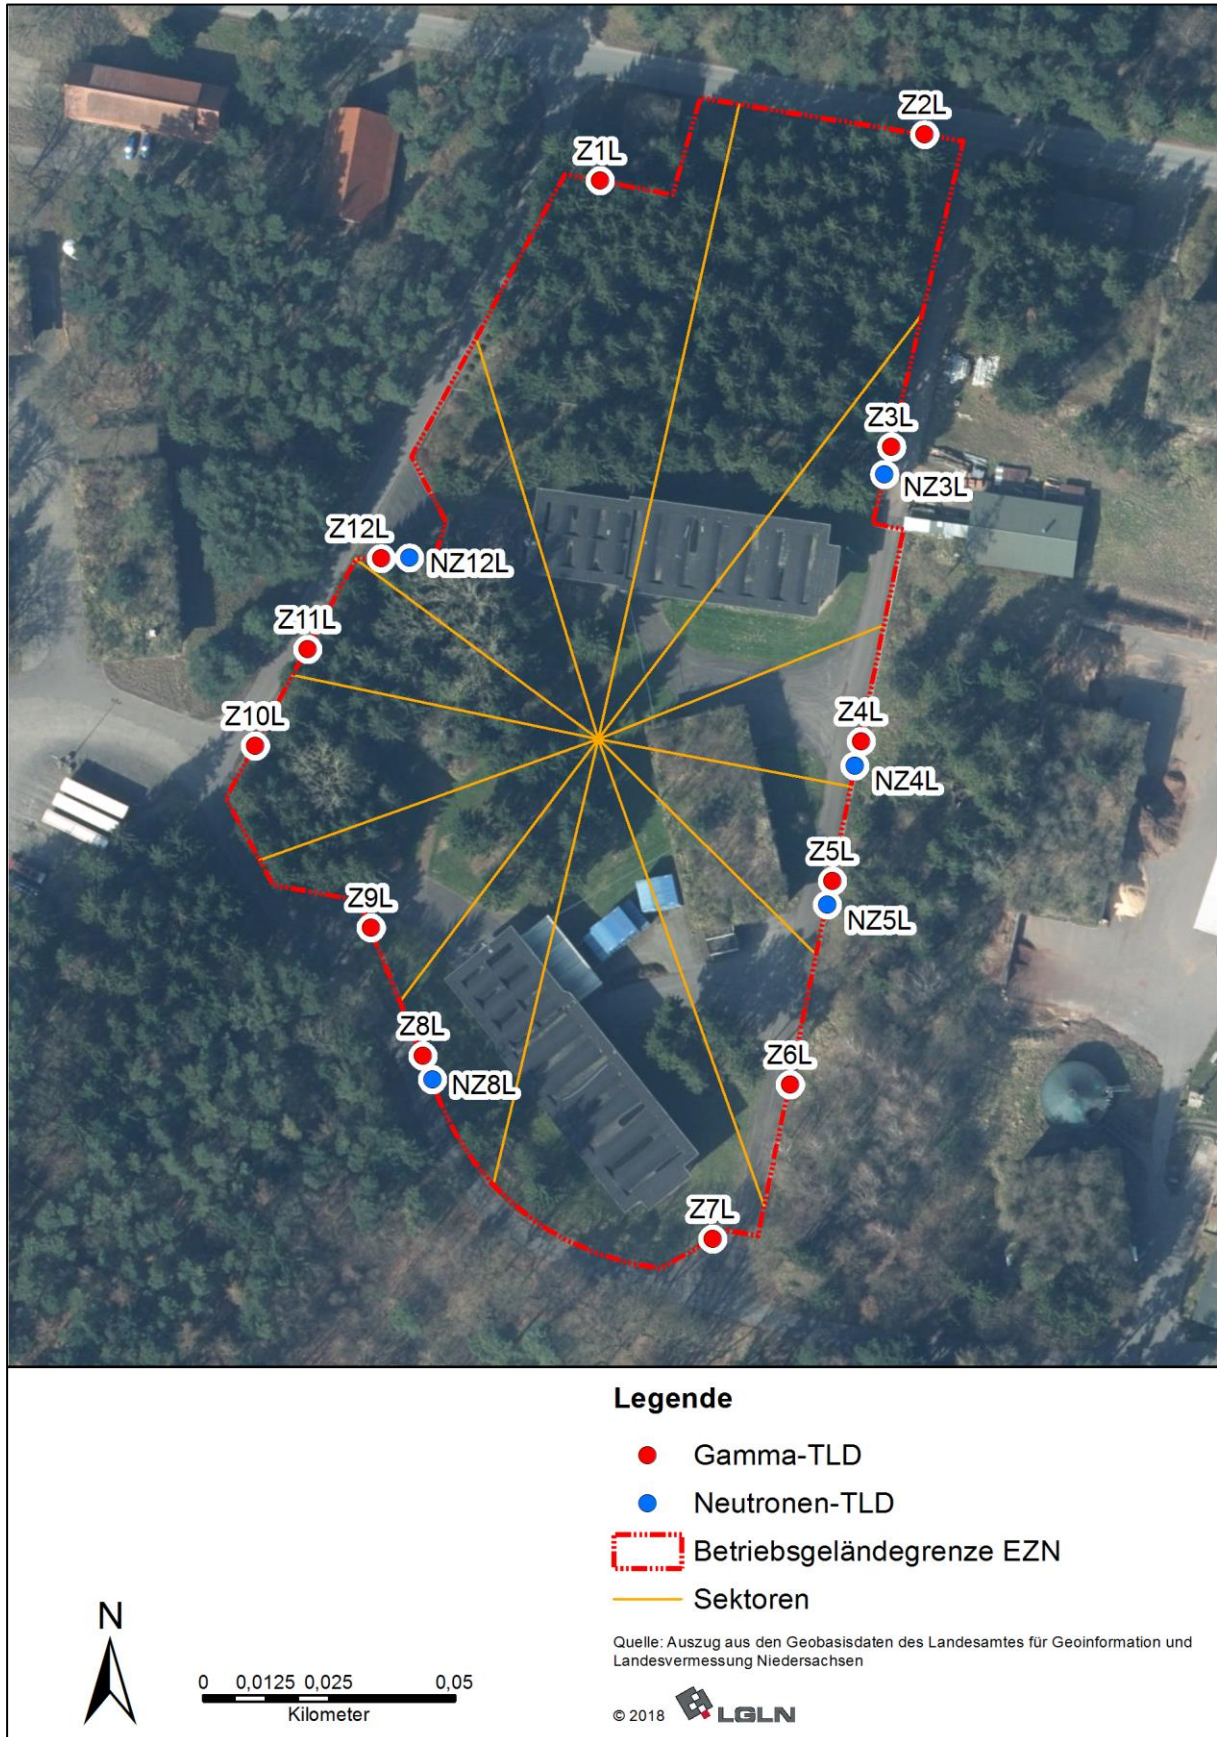 Z2L
Z1L
Z3L
NZ3L
Z12L
NZ12L
Z11L
Z10L
Z4L
NZ4L
Z5L
NZ5L
Z9L
Z8L
NZ8L
Z6L
Z7L
Legende
Gamma-TLD
Neutronen-TLD
Betriebsgeländegrenze EZN
Sektoren
Quelle: Auszug aus den Geobasisdaten des Landesamtes für Geoinformation und
Landesvermessung Niedersachsen
© 2018 LGLN
N
0 0,0125 0,025 0,05
Kilometer